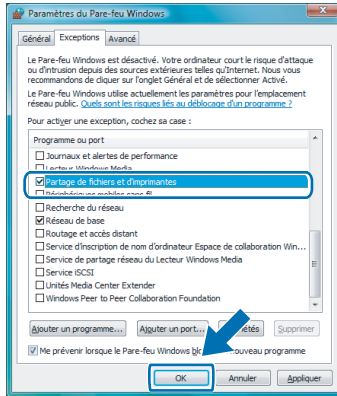 Paramètres du Pare-feu Windows
Général Exceptions Avancé
Le Pare-feu Windows est désactivé. Votre ordinateur court le risque d'attaque
ou d'intrusion depuis des sources extérieures telles qu'Internet. Nous vous
recommandons de cliquer sur l'onglet Général et de sélectionner Activé.
Le Pare-feu Windows utilise actuellement les paramètres pour l'emplacement
réseau public. Quels sont les risques liés au déblocage d'un programme ?
Pour activer une exception, cochez sa case :
Programme ou port
Journaux et alertes de performance
Lecteur Windows Media
Partage de fichiers et d'imprimantes
Périphériques mobiles sans fil
Recherche du réseau
Réseau de base
Routage et accès distant
Service d'inscription de nom d'ordinateur Espace de collaboration Win...
Service de partage réseau du Lecteur Windows Media
Service iSCSI
Unités Media Center Extender
Windows Peer to Peer Collaboration Foundation
Ajouter un programme... Ajouter un port... Supprimer
Me prévenir lorsque le Pare-feu Windows nouveau programme
OK Annuler Appliquer